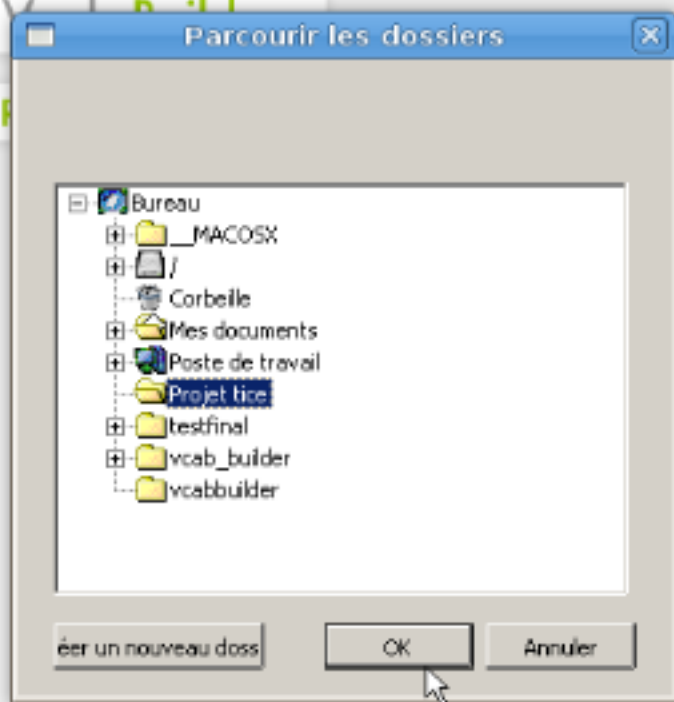 Parcourir les dossiers
Bureau
__MACOSX
/
Corbeille
Mes documents
Poste de travail
Projet tice
testfinal
vcab_builder
vcabbuilder
éer un nouveau doss
OK
Annuler